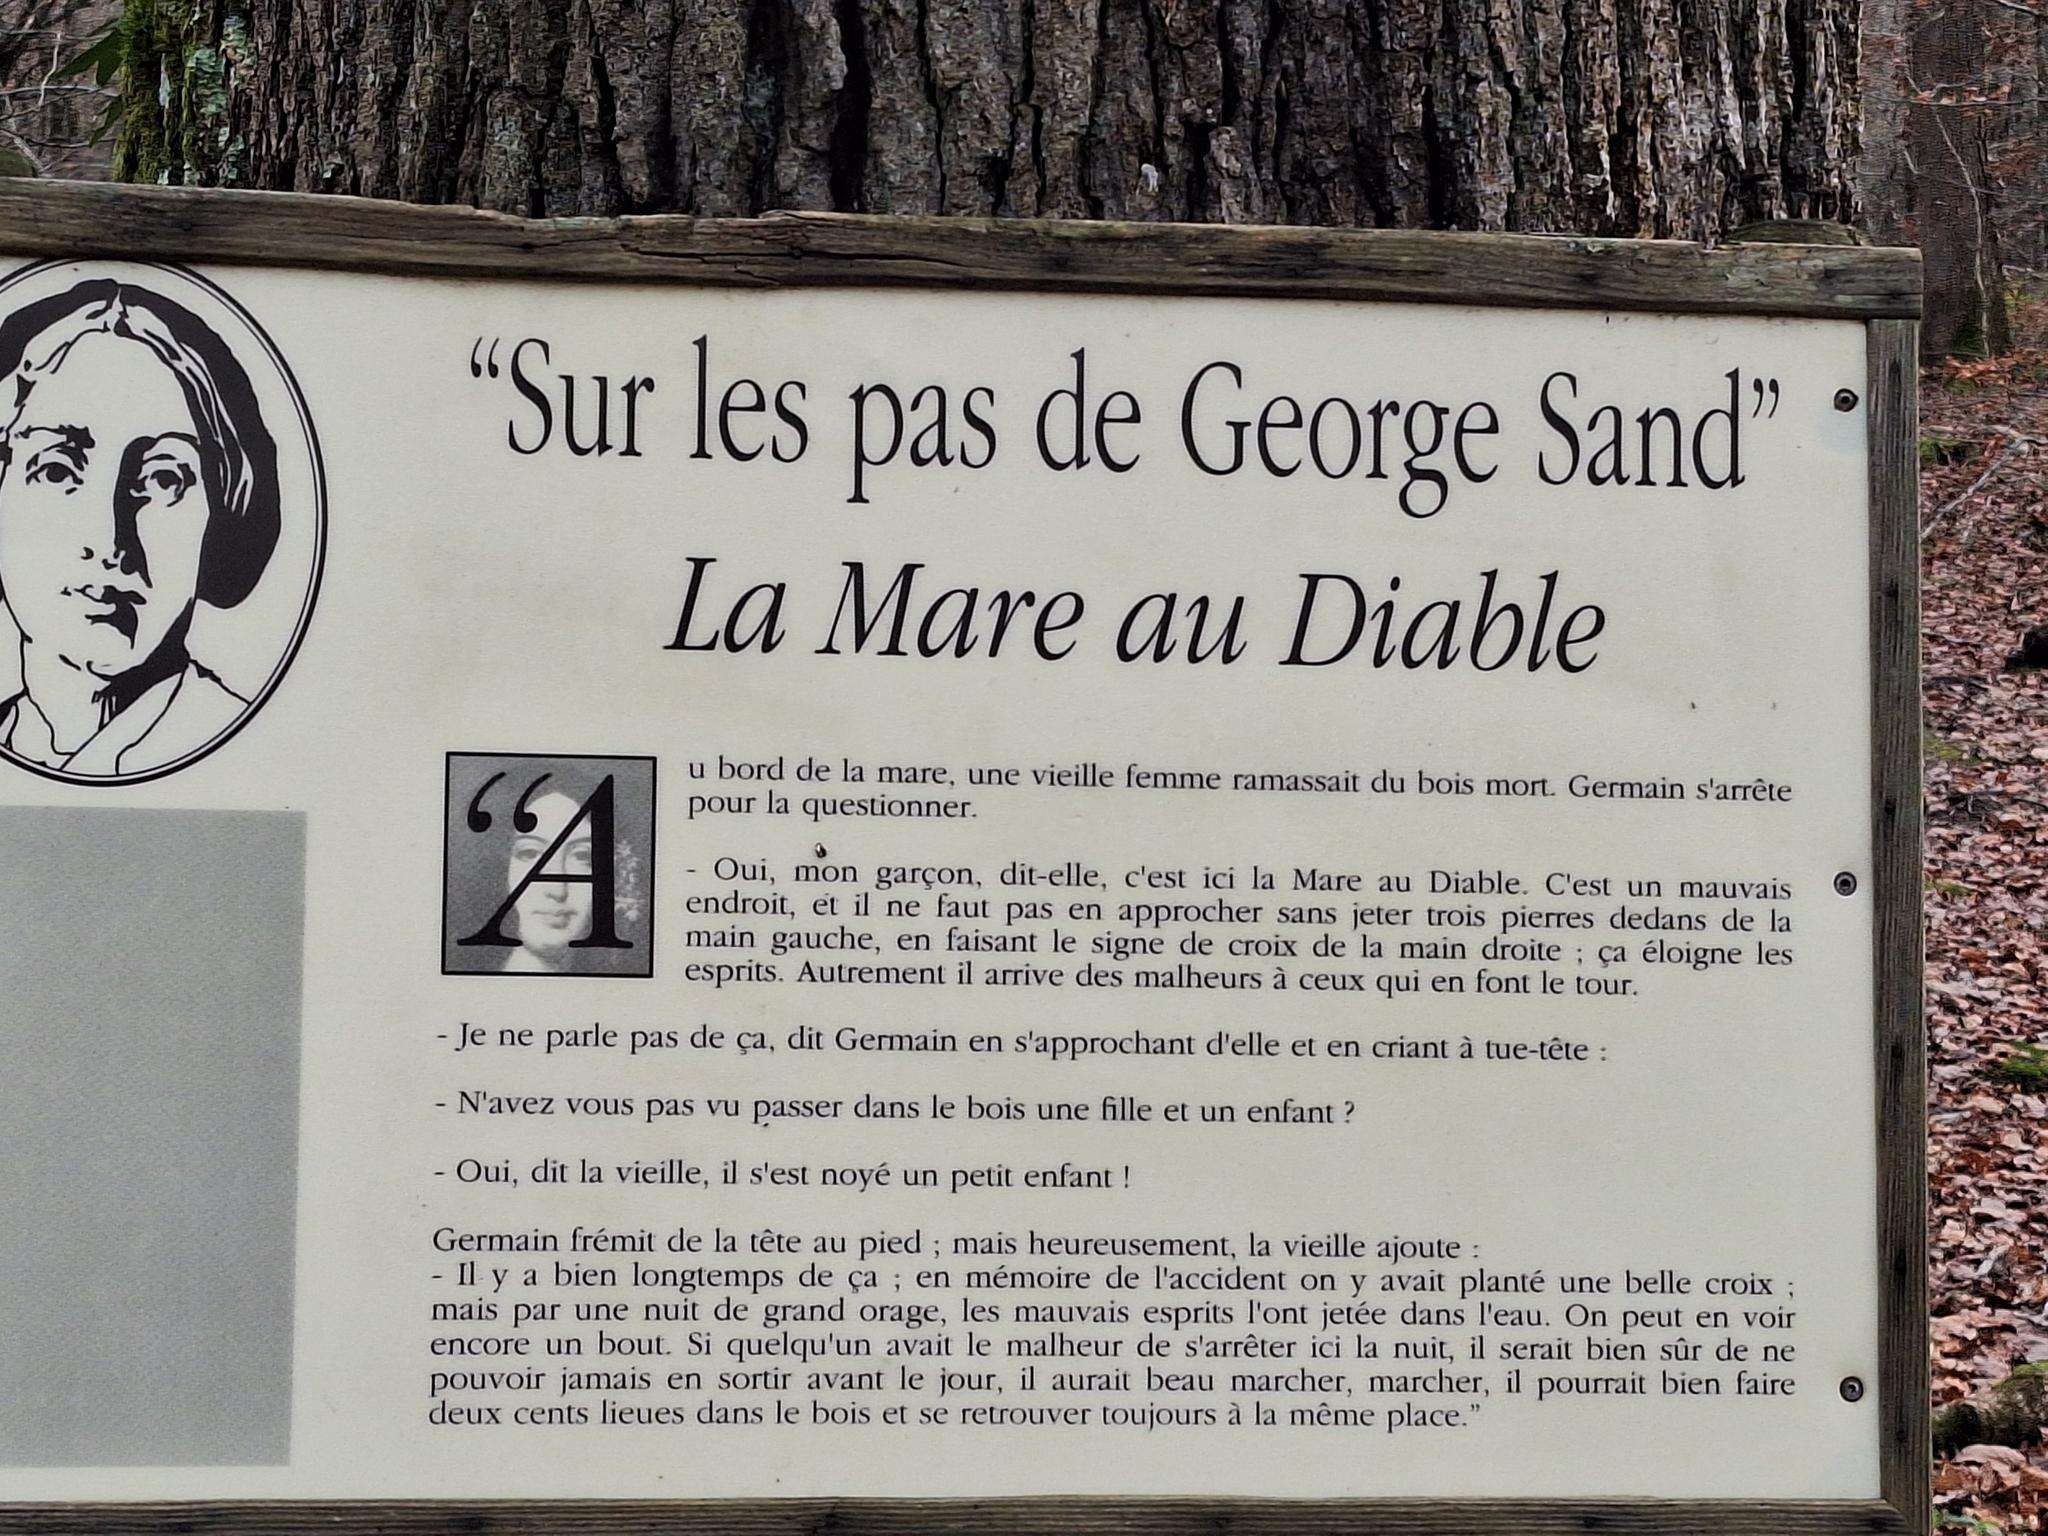 “Sur les pas de George Sand”
La Mare au Diable
“Au bord de la mare, une vieille femme ramassait du bois mort. Germain s'arrête
pour la questionner.
- Oui, mon garçon, dit-elle, c'est ici la Mare au Diable. C'est un mauvais
endroit, et il ne faut pas en approcher sans jeter trois pierres dedans de la
main gauche, en faisant le signe de croix de la main droite ; ça éloigne les
esprits. Autrement il arrive des malheurs à ceux qui en font le tour.
- Je ne parle pas de ça, dit Germain en s'approchant d'elle et en criant à tue-tête :
- N'avez vous pas vu passer dans le bois une fille et un enfant ?
- Oui, dit la vieille, il s'est noyé un petit enfant !
Germain frémit de la tête au pied ; mais heureusement, la vieille ajoute :
- Il y a bien longtemps de ça ; en mémoire de l'accident on y avait planté une belle croix ;
mais par une nuit de grand orage, les mauvais esprits l'ont jetée dans l'eau. On peut en voir
encore un bout. Si quelqu'un avait le malheur de s'arrêter ici la nuit, il serait bien sûr de ne
pouvoir jamais en sortir avant le jour, il aurait beau marcher, marcher, il pourrait bien faire
deux cents lieues dans le bois et se retrouver toujours à la même place.”